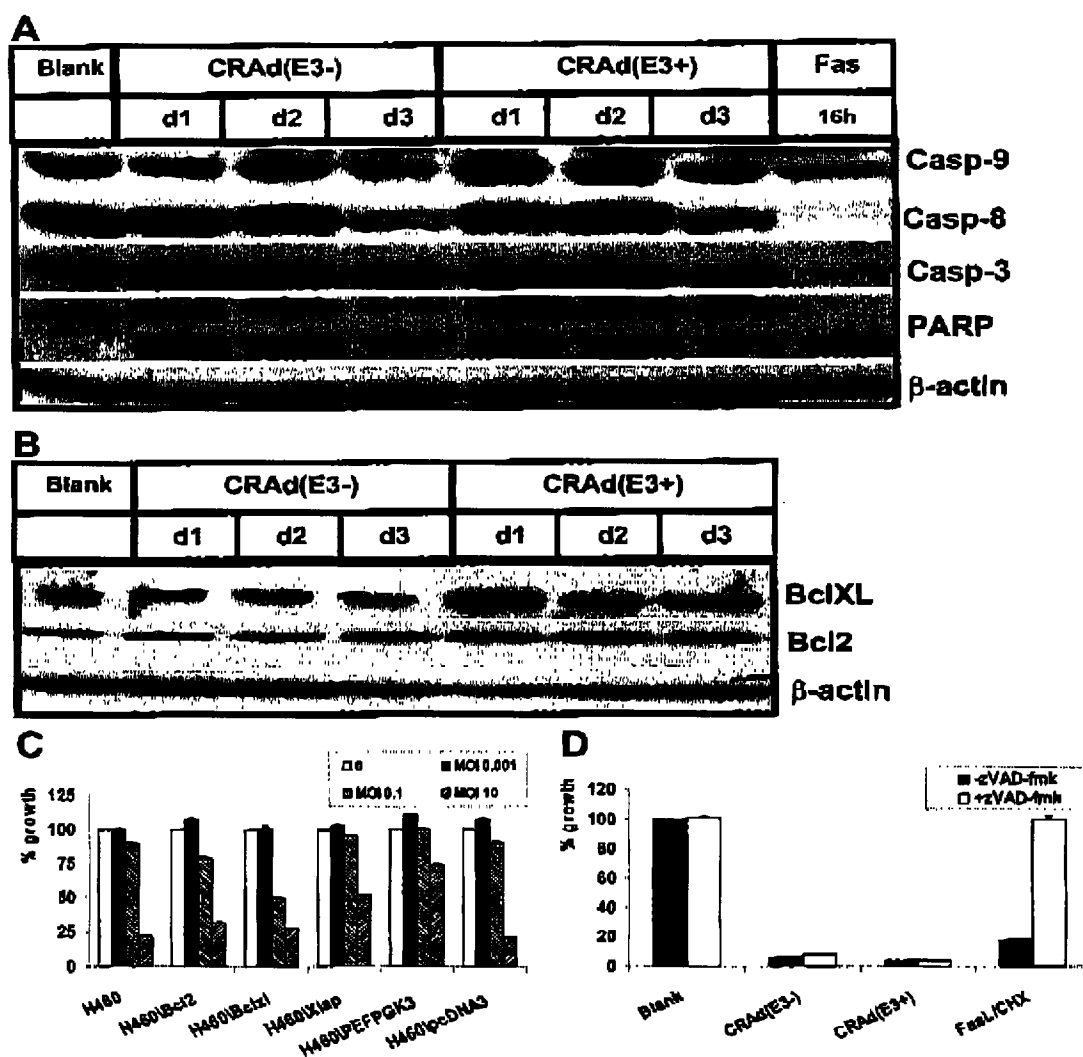 A
Blank CRAd(E3-) CRAd(E3+) Fas
d1 d2 d3 d1 d2 d3 16h
Casp-9
Casp-8
Casp-3
PARP
β-actin
B
Blank CRAd(E3-) CRAd(E3+)
d1 d2 d3 d1 d2 d3
BclXL
Bcl2
β-actin
C
0 MOI 0.001
MOI 0.1 MOI 10
% growth
125
100
75
50
25
0
H460
H460\Bcl2
H460\Bclxl
H460\Xiap
H460\PEFPGK3
H460\pcDNA3
D
-zVAD-fmk
+zVAD-fmk
% growth
120
100
80
60
40
20
0
Blank
CRAd(E3-)
CRAd(E3+)
FasL/CHX